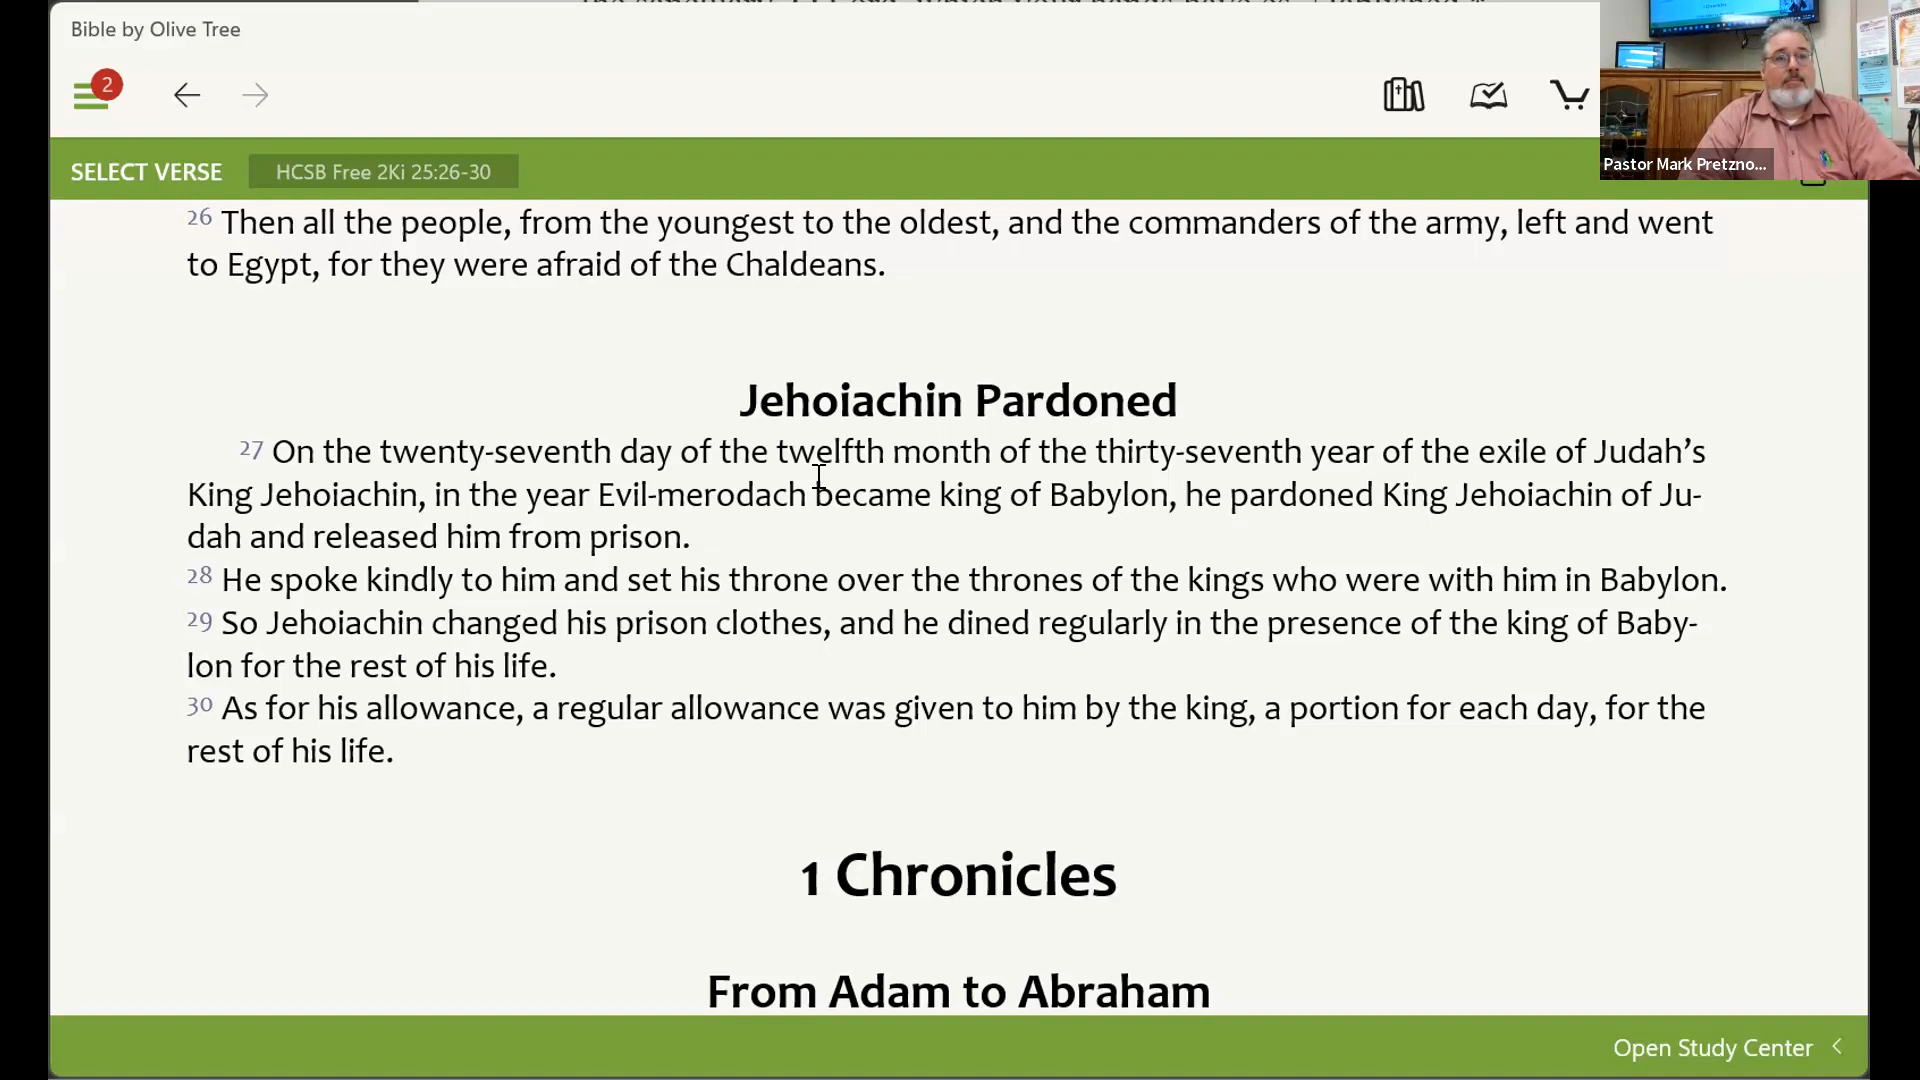 Bible by Olive Tree
2
SELECT VERSE
HCSB Free 2Ki 25:26-30
Pastor Mark Pretzno...
26 Then all the people, from the youngest to the oldest, and the commanders of the army, left and went
to Egypt, for they were afraid of the Chaldeans.
Jehoiachin Pardoned
27 On the twenty-seventh day of the twelfth month of the thirty-seventh year of the exile of Judah’s
King Jehoiachin, in the year Evil-merodach became king of Babylon, he pardoned King Jehoiachin of Ju-
dah and released him from prison.
28 He spoke kindly to him and set his throne over the thrones of the kings who were with him in Babylon.
29 So Jehoiachin changed his prison clothes, and he dined regularly in the presence of the king of Baby-
lon for the rest of his life.
30 As for his allowance, a regular allowance was given to him by the king, a portion for each day, for the
rest of his life.
1 Chronicles
From Adam to Abraham
Open Study Center